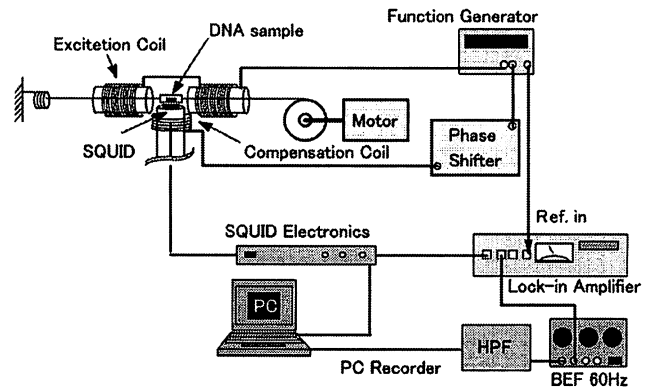 Function Generator
Excitetion Coil
DNA sample
Motor
Phase
Shifter
SQUID
Compensation Coil
Ref. in
SQUID Electronics
Lock-in Amplifier
PC
HPF
PC Recorder
BEF 60Hz